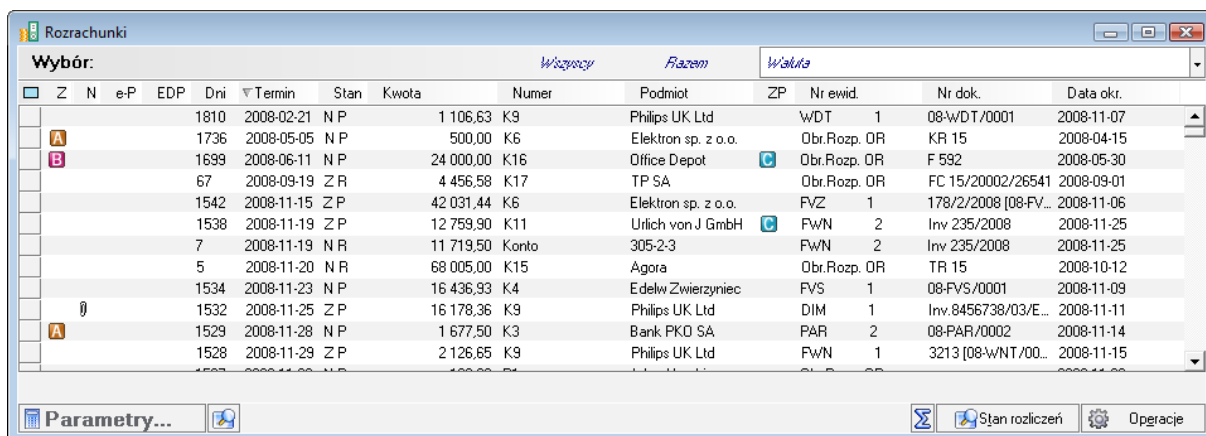 Rozrachunki
Wybór: Wszyscy Razem Waluta
Z N e-P EDP Dni Termin Stan Kwota Numer Podmiot ZP Nr ewid. Nr dok. Data okr.
1810 2008-02-21 N P 1 106,63 K9 Philips UK Ltd WDT 1 08-WDT/0001 2008-11-07
A 1736 2008-05-05 N P 500,00 K6 Elektron sp. z o.o. Obr.Rozp. OR KR 15 2008-04-15
B 1699 2008-06-11 N P 24 000,00 K16 Office Depot C Obr.Rozp. OR F 592 2008-05-30
67 2008-09-19 Z R 4 456,58 K17 TP SA Obr.Rozp. OR FC 15/20002/26541 2008-09-01
1542 2008-11-15 Z P 42 031,44 K6 Elektron sp. z o.o. FVZ 1 178/2/2008 [08-FV... 2008-11-06
1538 2008-11-19 Z P 12 759,90 K11 Urlich von J GmbH C FWN 2 Inv 235/2008 2008-11-25
7 2008-11-19 N R 11 719,50 Konto 305-2-3 FWN 2 Inv 235/2008 2008-11-25
5 2008-11-20 N R 68 005,00 K15 Agora Obr.Rozp. OR TR 15 2008-10-12
1534 2008-11-23 N P 16 436,93 K4 Edelw Zwierzyniec FVS 1 08-FVS/0001 2008-11-09
1532 2008-11-25 Z P 16 178,36 K9 Philips UK Ltd DIM 1 Inv.8456738/03/E... 2008-11-11
A 1529 2008-11-28 N P 1 677,50 K3 Bank PKO SA PAR 2 08-PAR/0002 2008-11-14
1528 2008-11-29 Z P 2 126,65 K9 Philips UK Ltd FWN 1 3213 [08-WNT/00... 2008-11-15
Parametry... Σ Stan rozliczeń Operacje